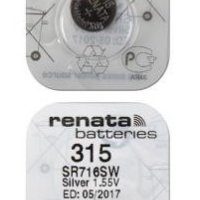 renata
batteries
315
SR716SW
Silver 1.55V
ED: 05/2017